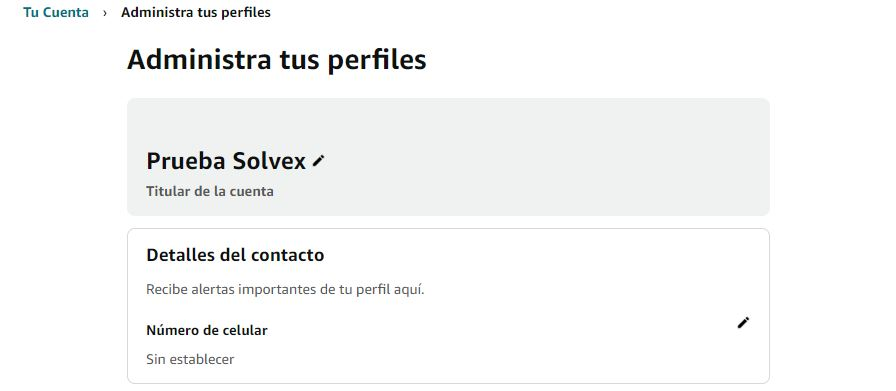 Tu Cuenta › Administra tus perfiles
Administra tus perfiles
Prueba Solvex
Titular de la cuenta
Detalles del contacto
Recibe alertas importantes de tu perfil aquí.
Número de celular
Sin establecer